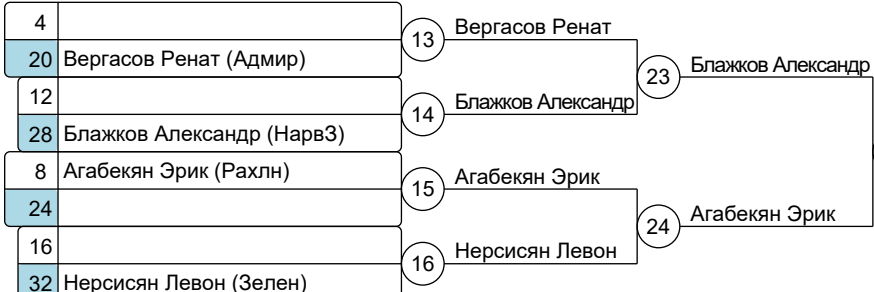 4
20 Вергасов Ренат (Адмир)
13
Вергасов Ренат
12
28 Блажков Александр (НарвЗ)
14
Блажков Александр
23
Блажков Александр
8 Агабекян Эрик (Рахлн)
24
15
Агабекян Эрик
16
32 Нерсисян Левон (Зелен)
16
Нерсисян Левон
24
Агабекян Эрик